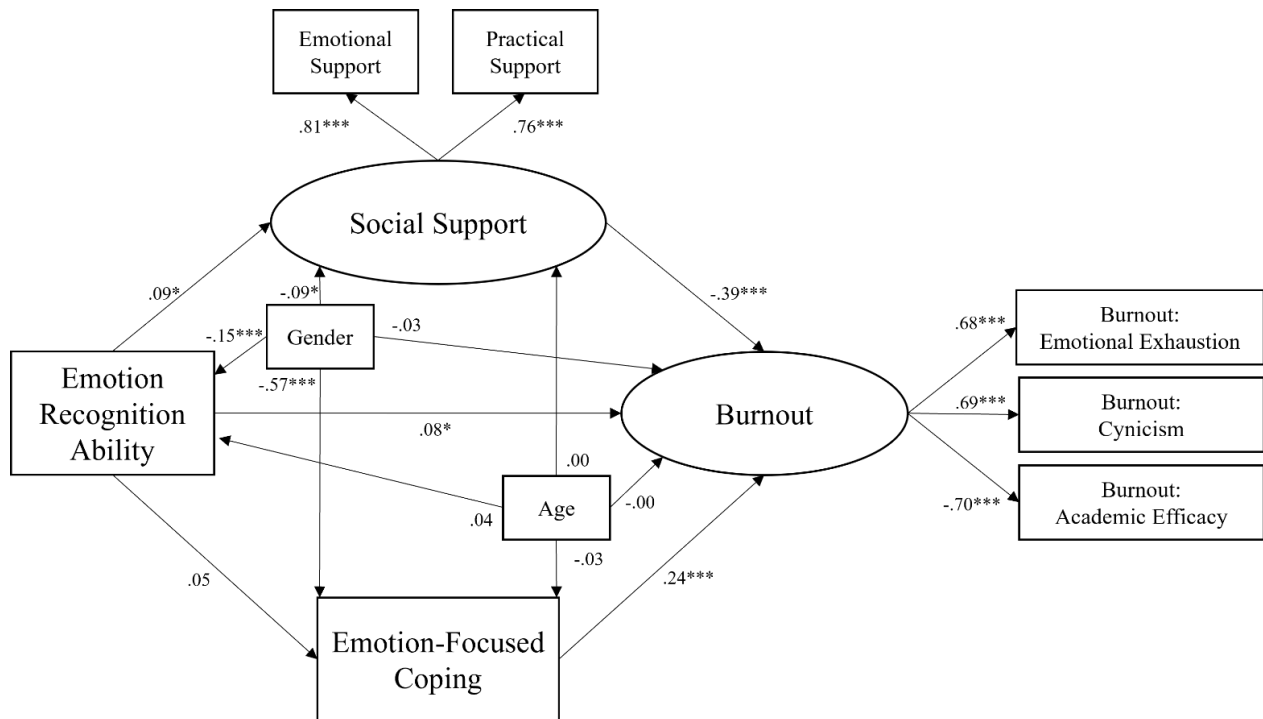 Emotional
Support
Practical
Support
.81***
.76***
Social Support
.09*
-.09*
-.39***
-.15***
Gender
-.03
.68***
Burnout:
Emotional Exhaustion
-.57***
Emotion
Recognition
Ability
.08*
Burnout
.69***
Burnout:
Cynicism
.00
-.70***
Burnout:
Academic Efficacy
.04
Age
-.00
-.03
.05
.24***
Emotion-Focused
Coping